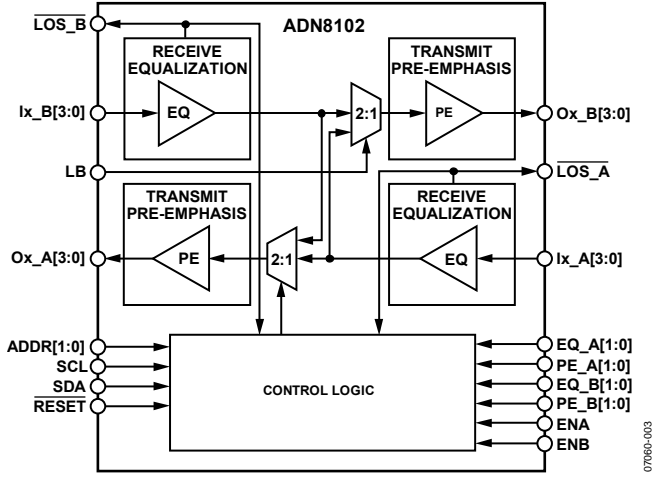 LOS_B
ADN8102
RECEIVE
EQUALIZATION
TRANSMIT
PRE-EMPHASIS
Ix_B[3:0]
EQ
2:1
PE
Ox_B[3:0]
LB
LOS_A
TRANSMIT
PRE-EMPHASIS
RECEIVE
EQUALIZATION
Ox_A[3:0]
PE
2:1
EQ
Ix_A[3:0]
ADDR[1:0]
SCL
SDA
RESET
CONTROL LOGIC
EQ_A[1:0]
PE_A[1:0]
EQ_B[1:0]
PE_B[1:0]
ENA
ENB
07060-003